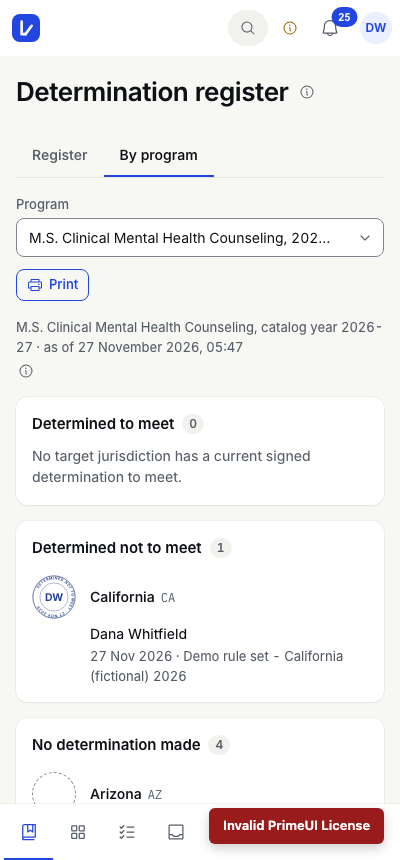 25
DW
Determination register
Register
By program
Program
M.S. Clinical Mental Health Counseling, 202...
Print
M.S. Clinical Mental Health Counseling, catalog year 2026-
27 · as of 27 November 2026, 05:47
Determined to meet 0
No target jurisdiction has a current signed
determination to meet.
Determined not to meet 1
DW
California CA
Dana Whitfield
27 Nov 2026 · Demo rule set - California
(fictional) 2026
No determination made 4
Arizona AZ
Invalid PrimeUI License